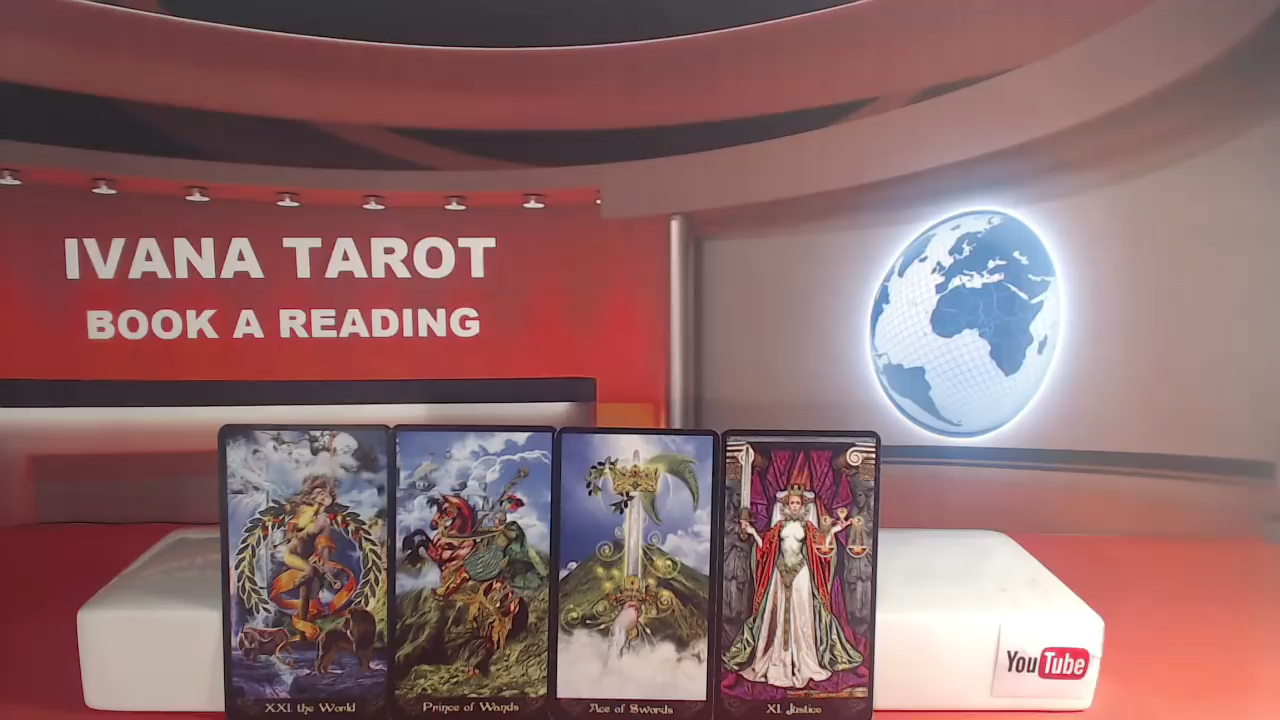 IVANA TAROT
BOOK A READING
YouTube
XXI. the World
Prince of Wands
Ace of Swords
XI. Justice